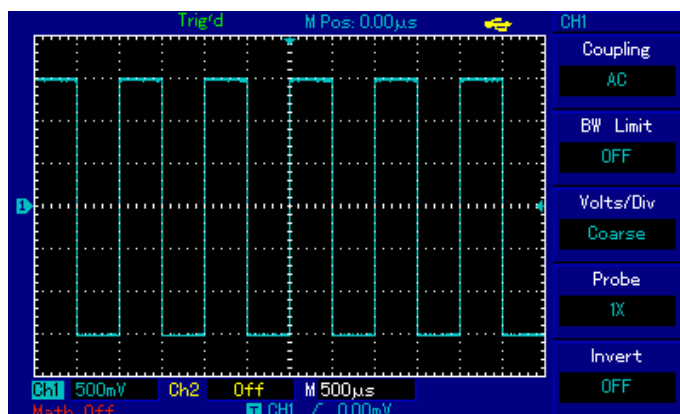 Trig'd M Pos: 0.00μs CH1
Coupling
AC
BW Limit
OFF
1
Volts/Div
Coarse
Probe
1X
Invert
OFF
Ch1 500mV Ch2 Off M 500μs
Math Off T CH1 / 0.00mV